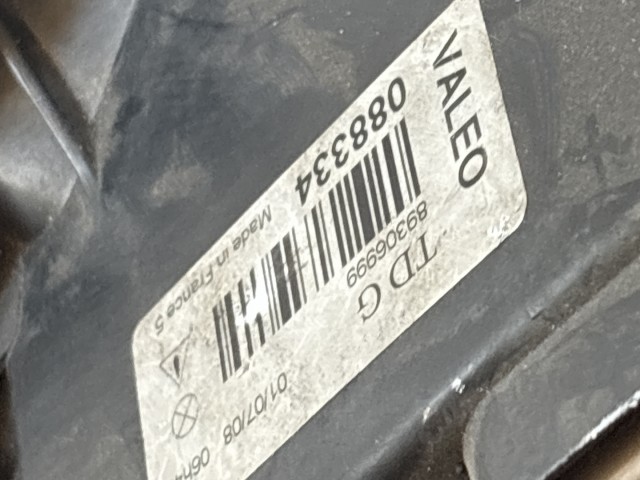 VALEO
088334
Made in France 5
89306999
TD G
01/07/08